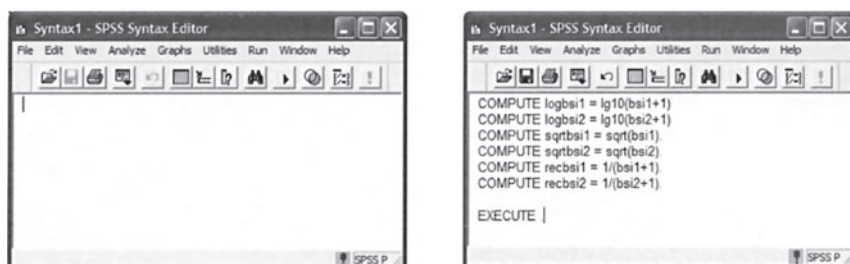 Syntax1 - SPSS Syntax Editor
File Edit View Analyze Graphs Utilities Run Window Help
SPSS P
Syntax1 - SPSS Syntax Editor
File Edit View Analyze Graphs Utilities Run Window Help
COMPUTE logbsi1 = lg10(bsi1+1)
COMPUTE logbsi2 = lg10(bsi2+1)
COMPUTE sqrtbsi1 = sqrt(bsi1).
COMPUTE sqrtbsi2 = sqrt(bsi2).
COMPUTE recbsi1 = 1/(bsi1+1).
COMPUTE recbsi2 = 1/(bsi2+1).
EXECUTE .
SPSS P